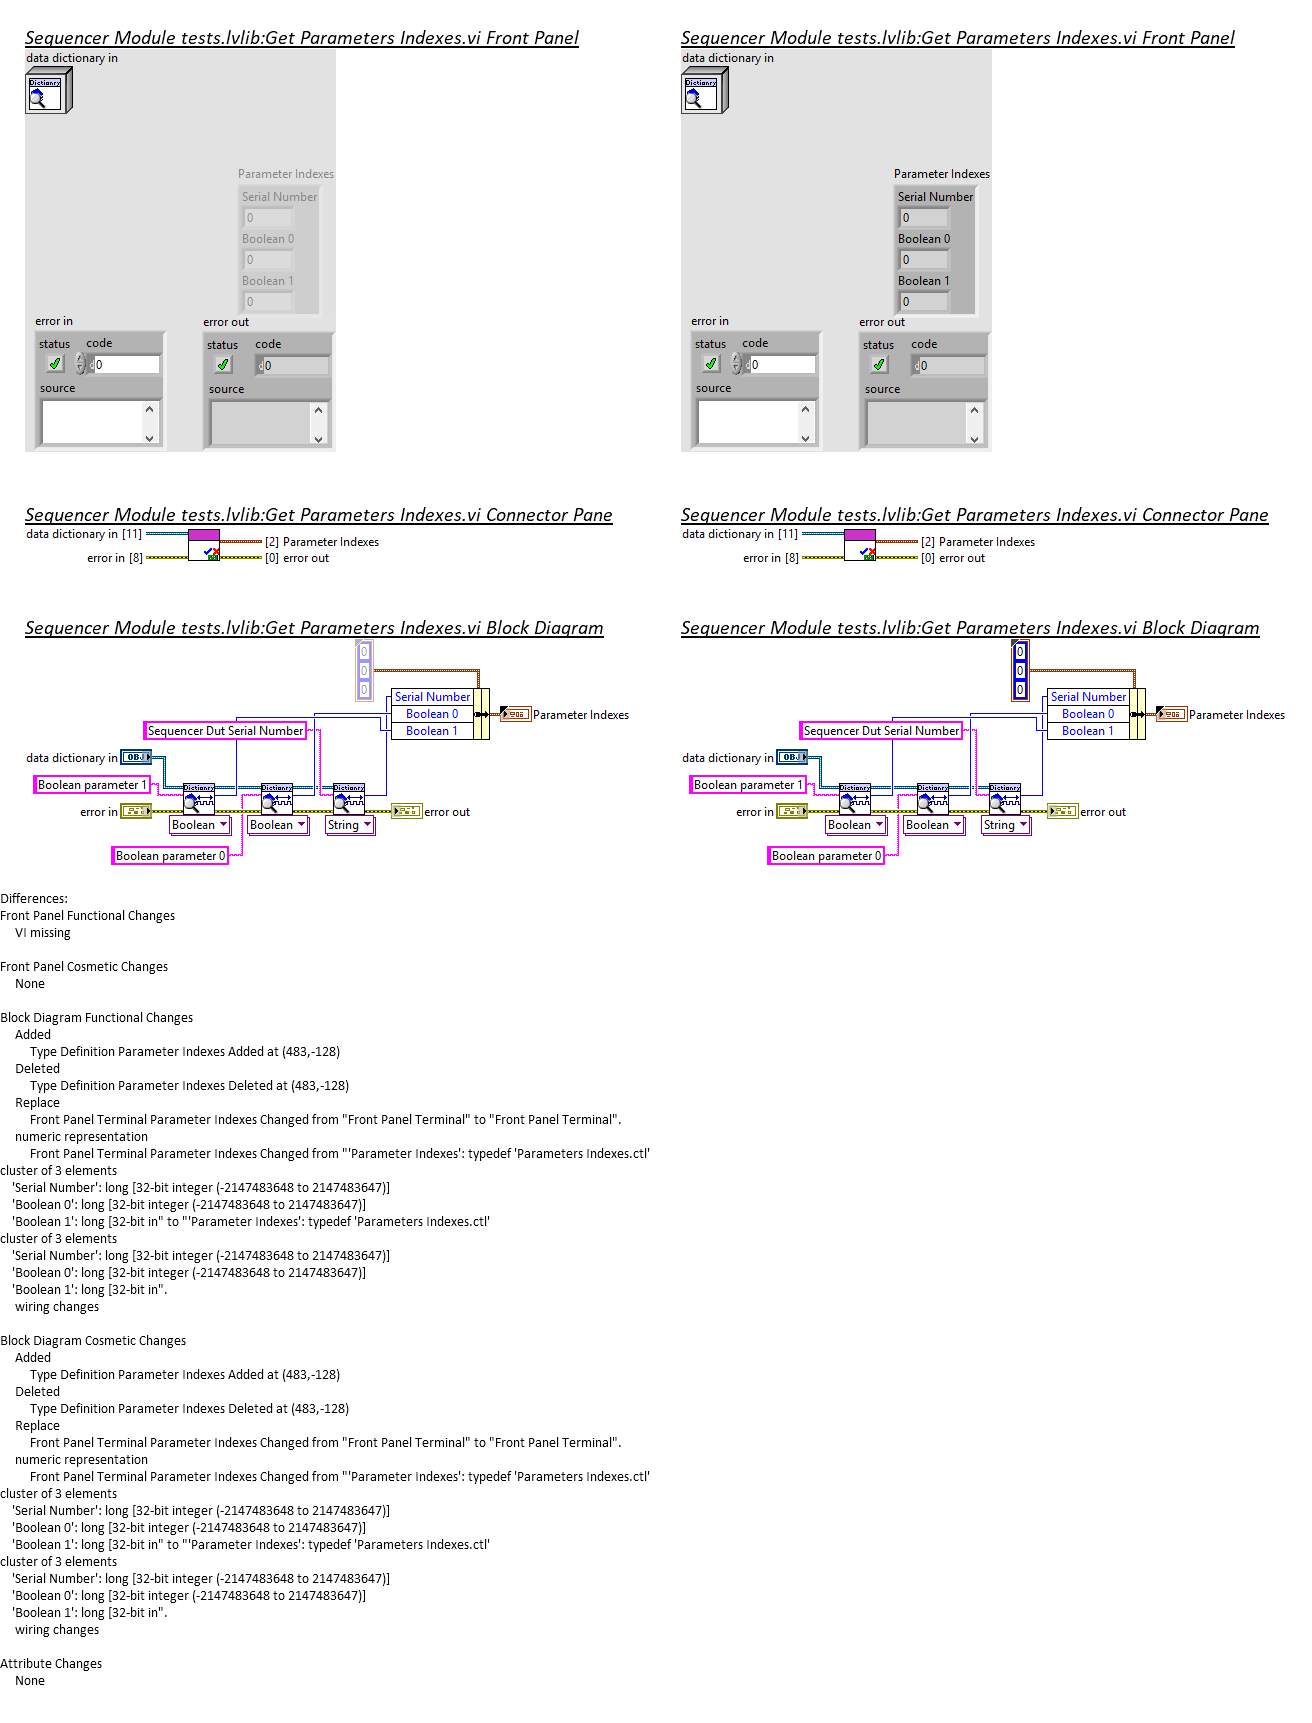 Sequencer Module tests.lvlib:Get Parameters Indexes.vi Front Panel
data dictionary in
Dictionry
Parameter Indexes
Serial Number
0
Boolean 0
0
Boolean 1
0
error in
status code
d0
source
error out
status code
d0
source
Sequencer Module tests.lvlib:Get Parameters Indexes.vi Front Panel
data dictionary in
Dictionry
Parameter Indexes
Serial Number
0
Boolean 0
0
Boolean 1
0
error in
status code
d0
source
error out
status code
d0
source
Sequencer Module tests.lvlib:Get Parameters Indexes.vi Connector Pane
data dictionary in [11]
error in [8]
[2] Parameter Indexes
[0] error out
Sequencer Module tests.lvlib:Get Parameters Indexes.vi Connector Pane
data dictionary in [11]
error in [8]
[2] Parameter Indexes
[0] error out
Sequencer Module tests.lvlib:Get Parameters Indexes.vi Block Diagram
0
0
0
Serial Number
Boolean 0
Boolean 1
Parameter Indexes
Sequencer Dut Serial Number
data dictionary in
OBJ
Boolean parameter 1
Dictionry
Dictionry
Dictionry
error in
error out
Boolean
Boolean
String
Boolean parameter 0
Sequencer Module tests.lvlib:Get Parameters Indexes.vi Block Diagram
0
0
0
Serial Number
Boolean 0
Boolean 1
Parameter Indexes
Sequencer Dut Serial Number
data dictionary in
OBJ
Boolean parameter 1
Dictionry
Dictionry
Dictionry
error in
error out
Boolean
Boolean
String
Boolean parameter 0
Differences:
Front Panel Functional Changes
VI missing
Front Panel Cosmetic Changes
None
Block Diagram Functional Changes
Added
Type Definition Parameter Indexes Added at (483,-128)
Deleted
Type Definition Parameter Indexes Deleted at (483,-128)
Replace
Front Panel Terminal Parameter Indexes Changed from "Front Panel Terminal" to "Front Panel Terminal".
numeric representation
Front Panel Terminal Parameter Indexes Changed from "'Parameter Indexes': typedef 'Parameters Indexes.ctl'
cluster of 3 elements
'Serial Number': long [32-bit integer (-2147483648 to 2147483647)]
'Boolean 0': long [32-bit integer (-2147483648 to 2147483647)]
'Boolean 1': long [32-bit in" to "'Parameter Indexes': typedef 'Parameters Indexes.ctl'
cluster of 3 elements
'Serial Number': long [32-bit integer (-2147483648 to 2147483647)]
'Boolean 0': long [32-bit integer (-2147483648 to 2147483647)]
'Boolean 1': long [32-bit in".
wiring changes
Block Diagram Cosmetic Changes
Added
Type Definition Parameter Indexes Added at (483,-128)
Deleted
Type Definition Parameter Indexes Deleted at (483,-128)
Replace
Front Panel Terminal Parameter Indexes Changed from "Front Panel Terminal" to "Front Panel Terminal".
numeric representation
Front Panel Terminal Parameter Indexes Changed from "'Parameter Indexes': typedef 'Parameters Indexes.ctl'
cluster of 3 elements
'Serial Number': long [32-bit integer (-2147483648 to 2147483647)]
'Boolean 0': long [32-bit integer (-2147483648 to 2147483647)]
'Boolean 1': long [32-bit in" to "'Parameter Indexes': typedef 'Parameters Indexes.ctl'
cluster of 3 elements
'Serial Number': long [32-bit integer (-2147483648 to 2147483647)]
'Boolean 0': long [32-bit integer (-2147483648 to 2147483647)]
'Boolean 1': long [32-bit in".
wiring changes
Attribute Changes
None